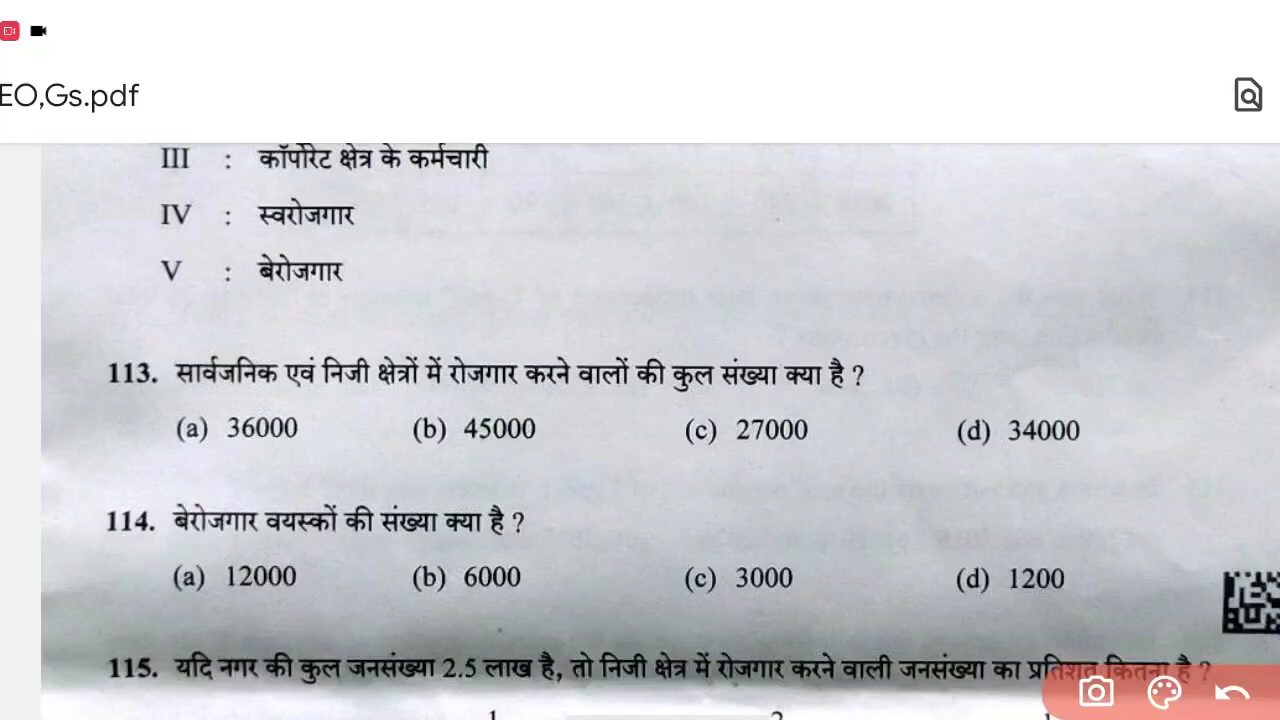 EO,Gs.pdf
III : कॉर्पोरेट क्षेत्र के कर्मचारी
IV : स्वरोजगार
V : बेरोजगार
113. सार्वजनिक एवं निजी क्षेत्रों में रोजगार करने वालों की कुल संख्या क्या है ?
(a) 36000 (b) 45000 (c) 27000 (d) 34000
114. बेरोजगार वयस्कों की संख्या क्या है ?
(a) 12000 (b) 6000 (c) 3000 (d) 1200
115. यदि नगर की कुल जनसंख्या 2.5 लाख है, तो निजी क्षेत्र में रोजगार करने वाली जनसंख्या का प्रतिशत कितना है ?